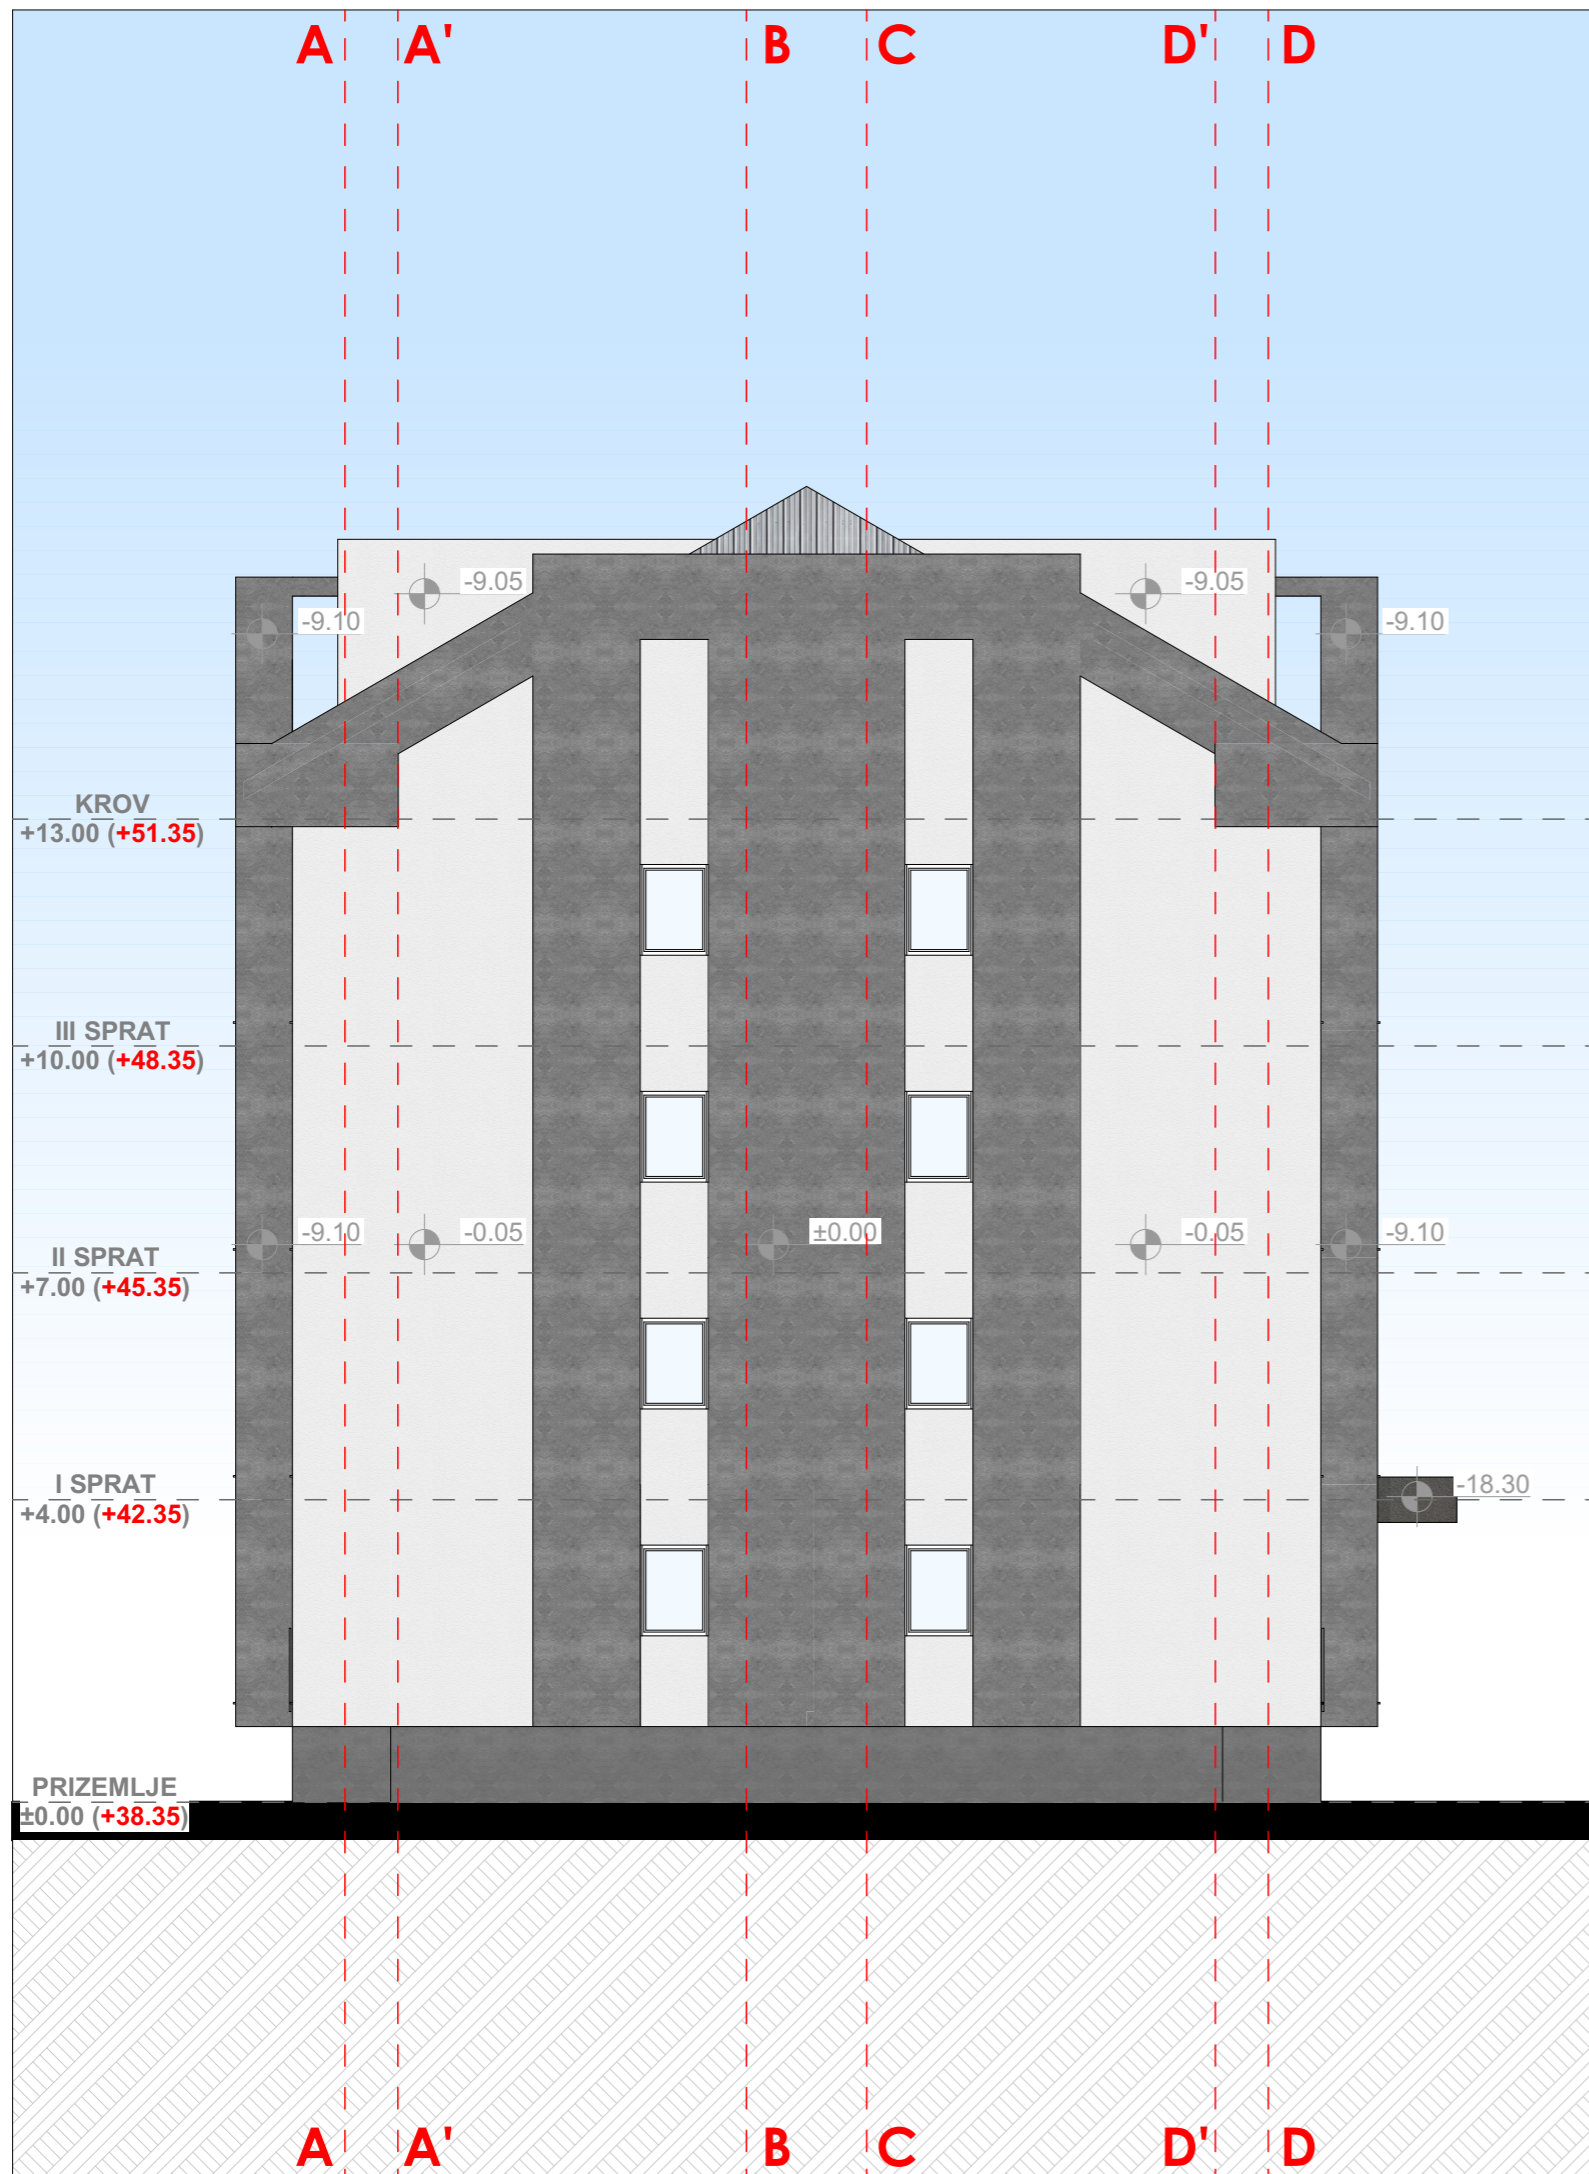 A A' B C D' D
-9.05 -9.05
-9.10 -9.10
KROV
+13.00 (+51.35)
III SPRAT
+10.00 (+48.35)
-9.10 -0.05 ±0.00 -0.05 -9.10
II SPRAT
+7.00 (+45.35)
I SPRAT -18.30
+4.00 (+42.35)
PRIZEMLJE
±0.00 (+38.35)
A A' B C D' D